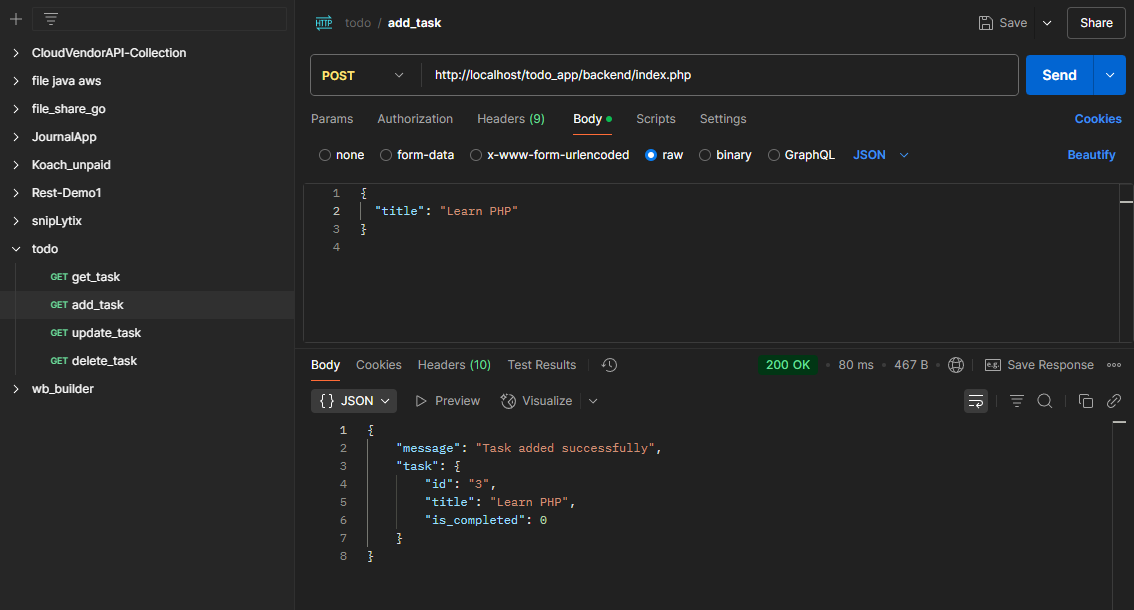 CloudVendorAPI-Collection
file java aws
file_share_go
JournalApp
Koach_unpaid
Rest-Demo1
snipLytix
todo
GET get_task
GET add_task
GET update_task
GET delete_task
wb_builder
HTTP todo / add_task Save Share
POST http://localhost/todo_app/backend/index.php Send
Params Authorization Headers (9) Body Scripts Settings Cookies
none form-data x-www-form-urlencoded raw binary GraphQL JSON Beautify
1 {
2 "title": "Learn PHP"
3 }
4
Body Cookies Headers (10) Test Results 200 OK • 80 ms • 467 B • e.g. Save Response
{} JSON Preview Visualize
1 {
2 "message": "Task added successfully",
3 "task": {
4 "id": "3",
5 "title": "Learn PHP",
6 "is_completed": 0
7 }
8 }